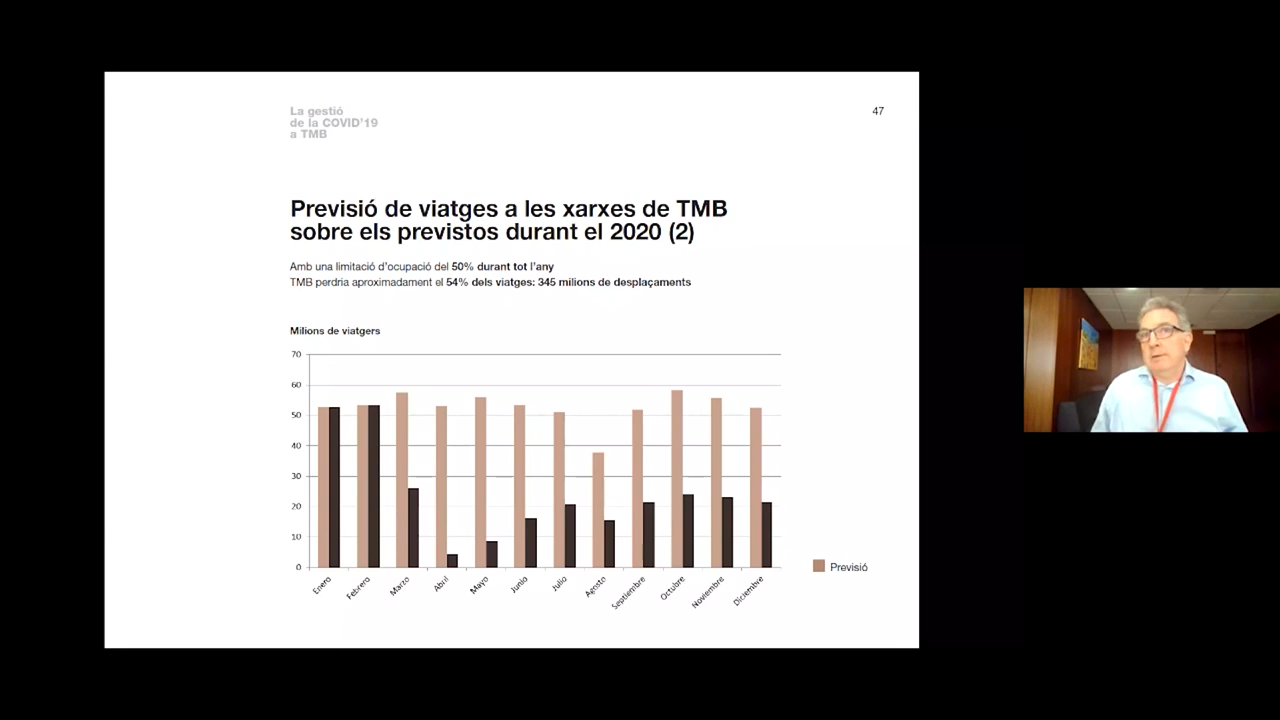 La gestió
de la COVID'19
a TMB
47
Previsió de viatges a les xarxes de TMB
sobre els previstos durant el 2020 (2)
Amb una limitació d'ocupació del 50% durant tot l'any
TMB perdria aproximadament el 54% dels viatges: 345 milions de desplaçaments
Milions de viatgers
70
60
50
40
30
20
10
0
Enero
Febrero
Marzo
Abril
Mayo
Junio
Julio
Agosto
Septiembre
Octubre
Noviembre
Diciembre
Previsió